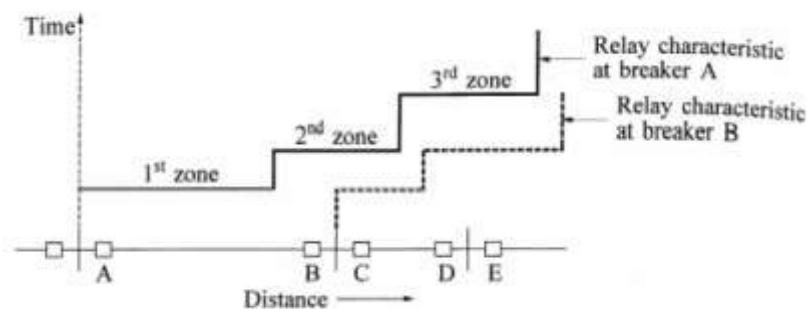 Time
Relay characteristic
at breaker A
3rd zone
Relay characteristic
at breaker B
2nd zone
1st zone
A B C D E
Distance